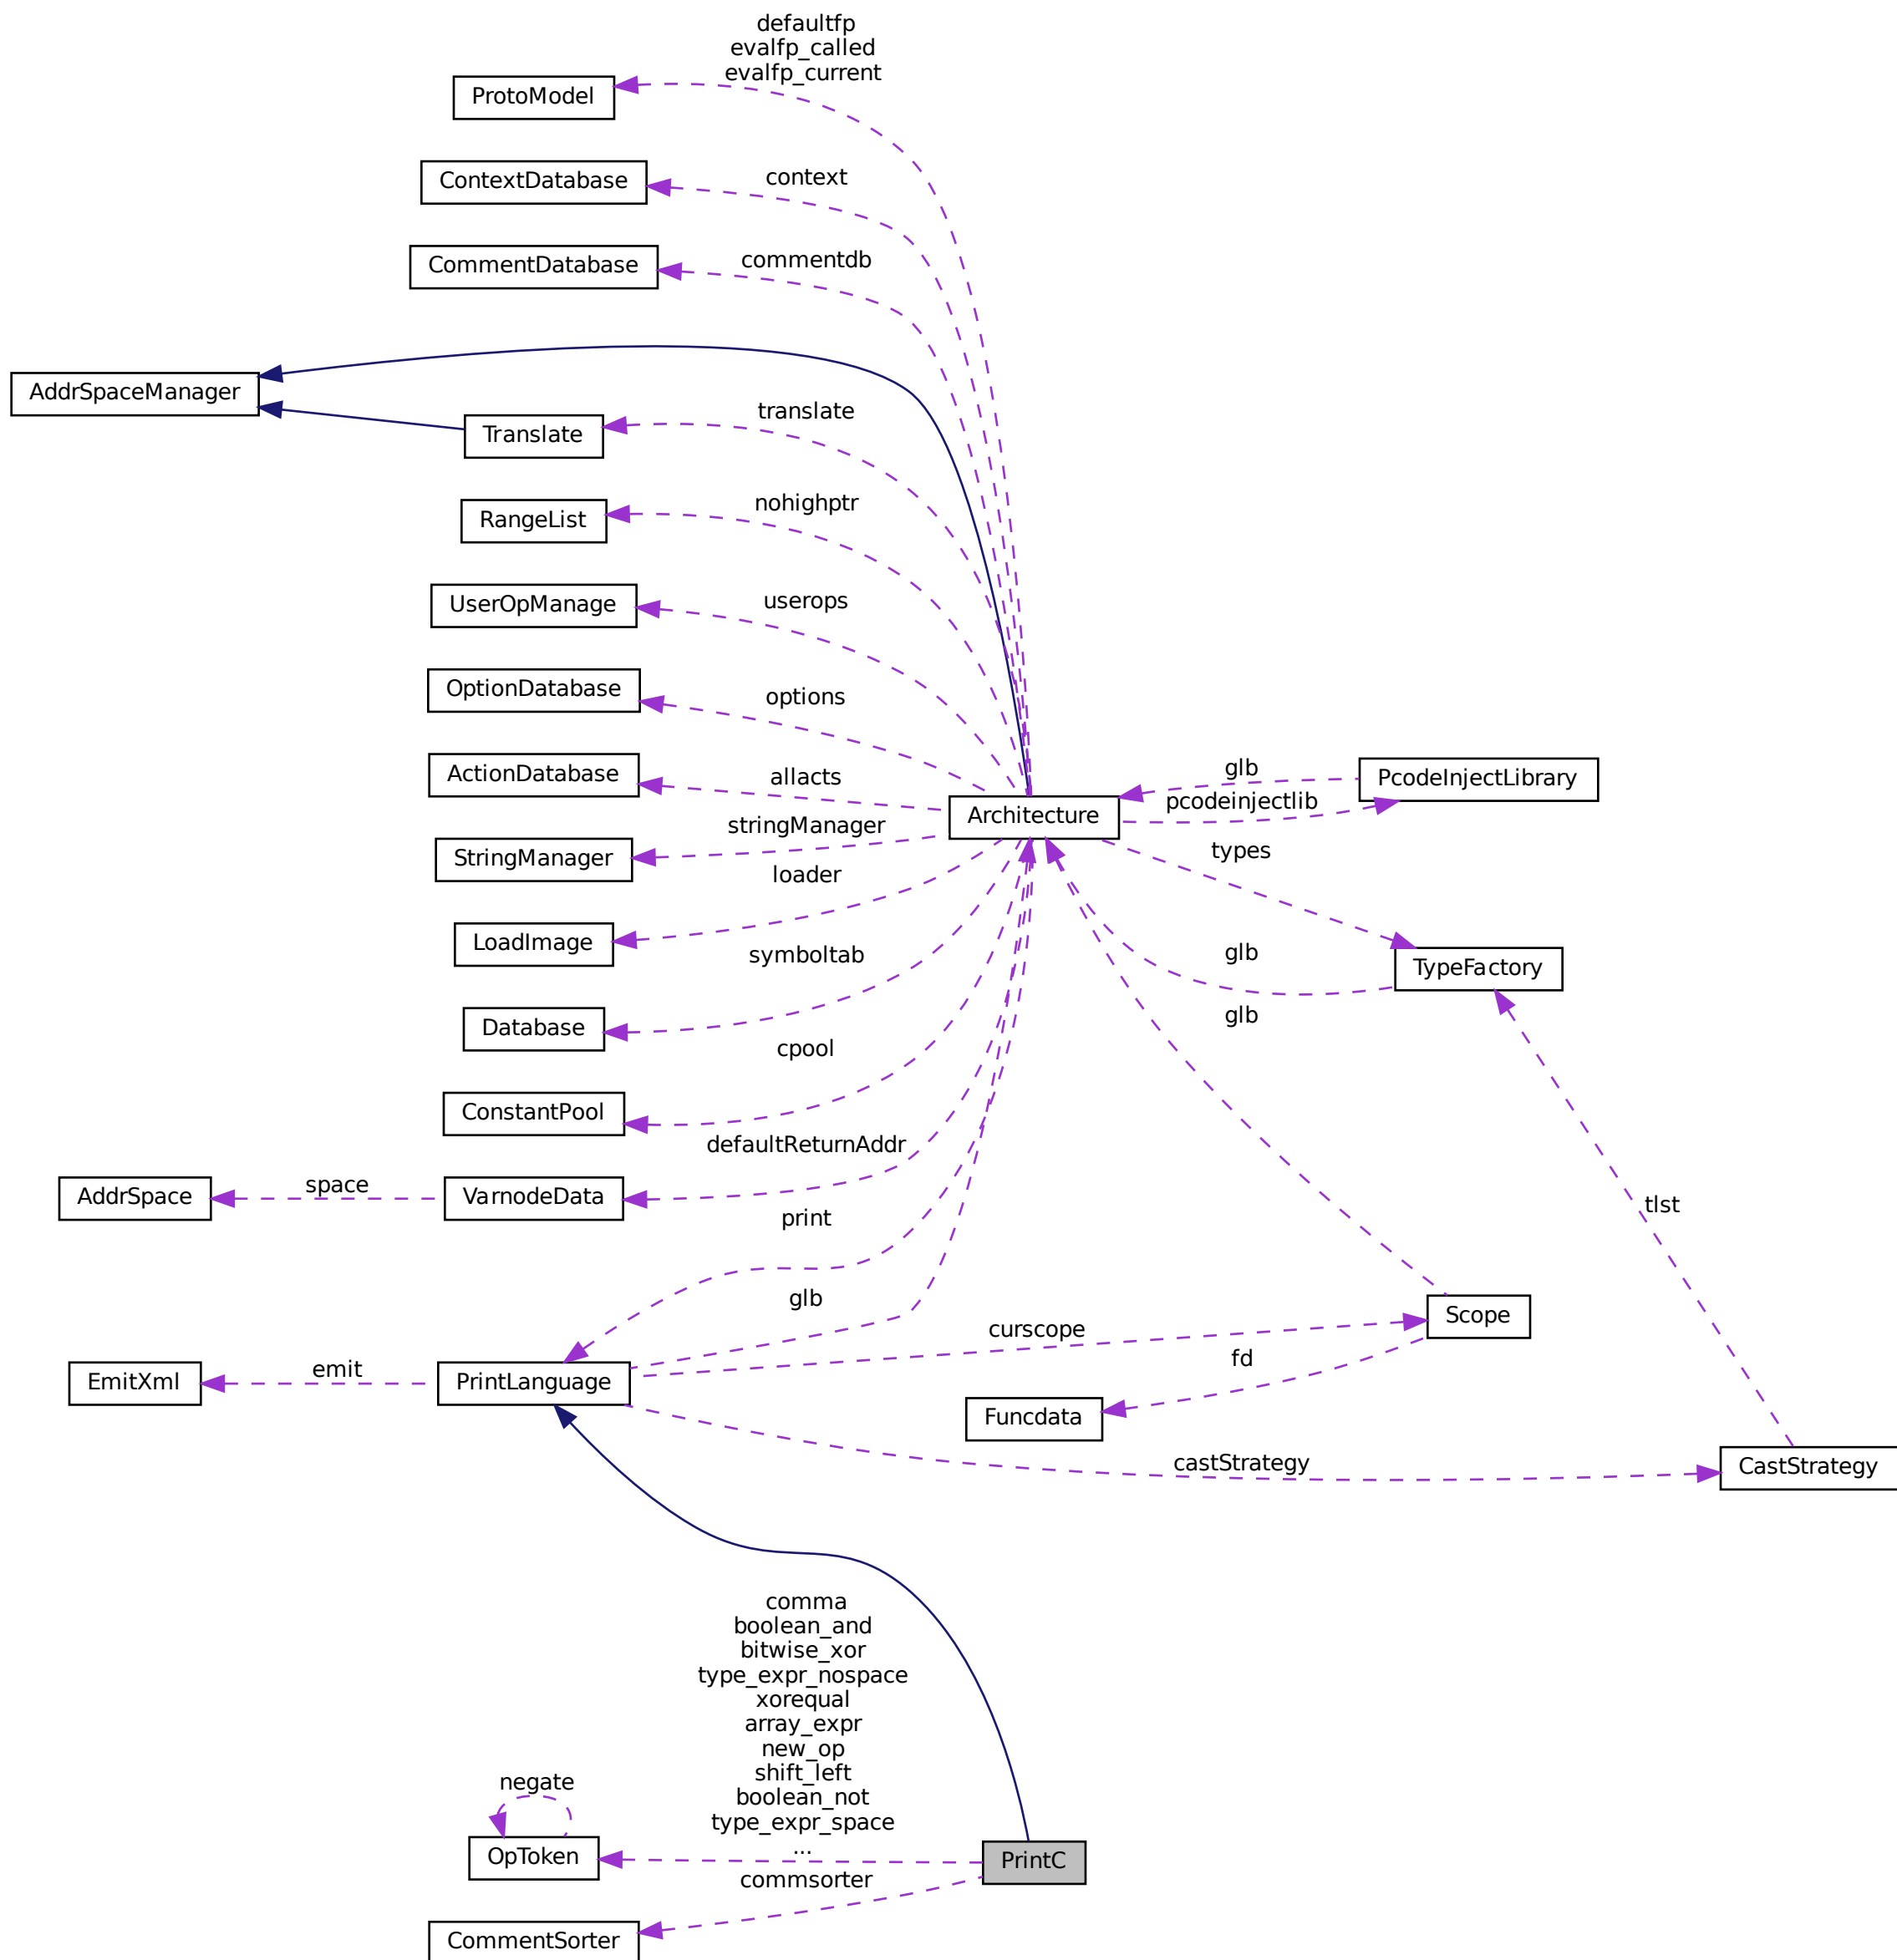 defaultfp
evalfp_called
evalfp_current
ProtoModel
context
ContextDatabase
commentdb
CommentDatabase
AddrSpaceManager
translate
Translate
nohighptr
RangeList
userops
UserOpManage
options
OptionDatabase
allacts
ActionDatabase
glb
PcodeInjectLibrary
pcodeinjectlib
Architecture
stringManager
StringManager
types
loader
LoadImage
symboltab
glb
TypeFactory
glb
Database
cpool
ConstantPool
defaultReturnAddr
AddrSpace
space
VarnodeData
tlst
print
glb
curscope
Scope
fd
emit
EmitXml
PrintLanguage
Funcdata
castStrategy
CastStrategy
comma
boolean_and
bitwise_xor
type_expr_nospace
xorequal
array_expr
new_op
shift_left
boolean_not
type_expr_space
...
negate
OpToken
PrintC
commsorter
CommentSorter